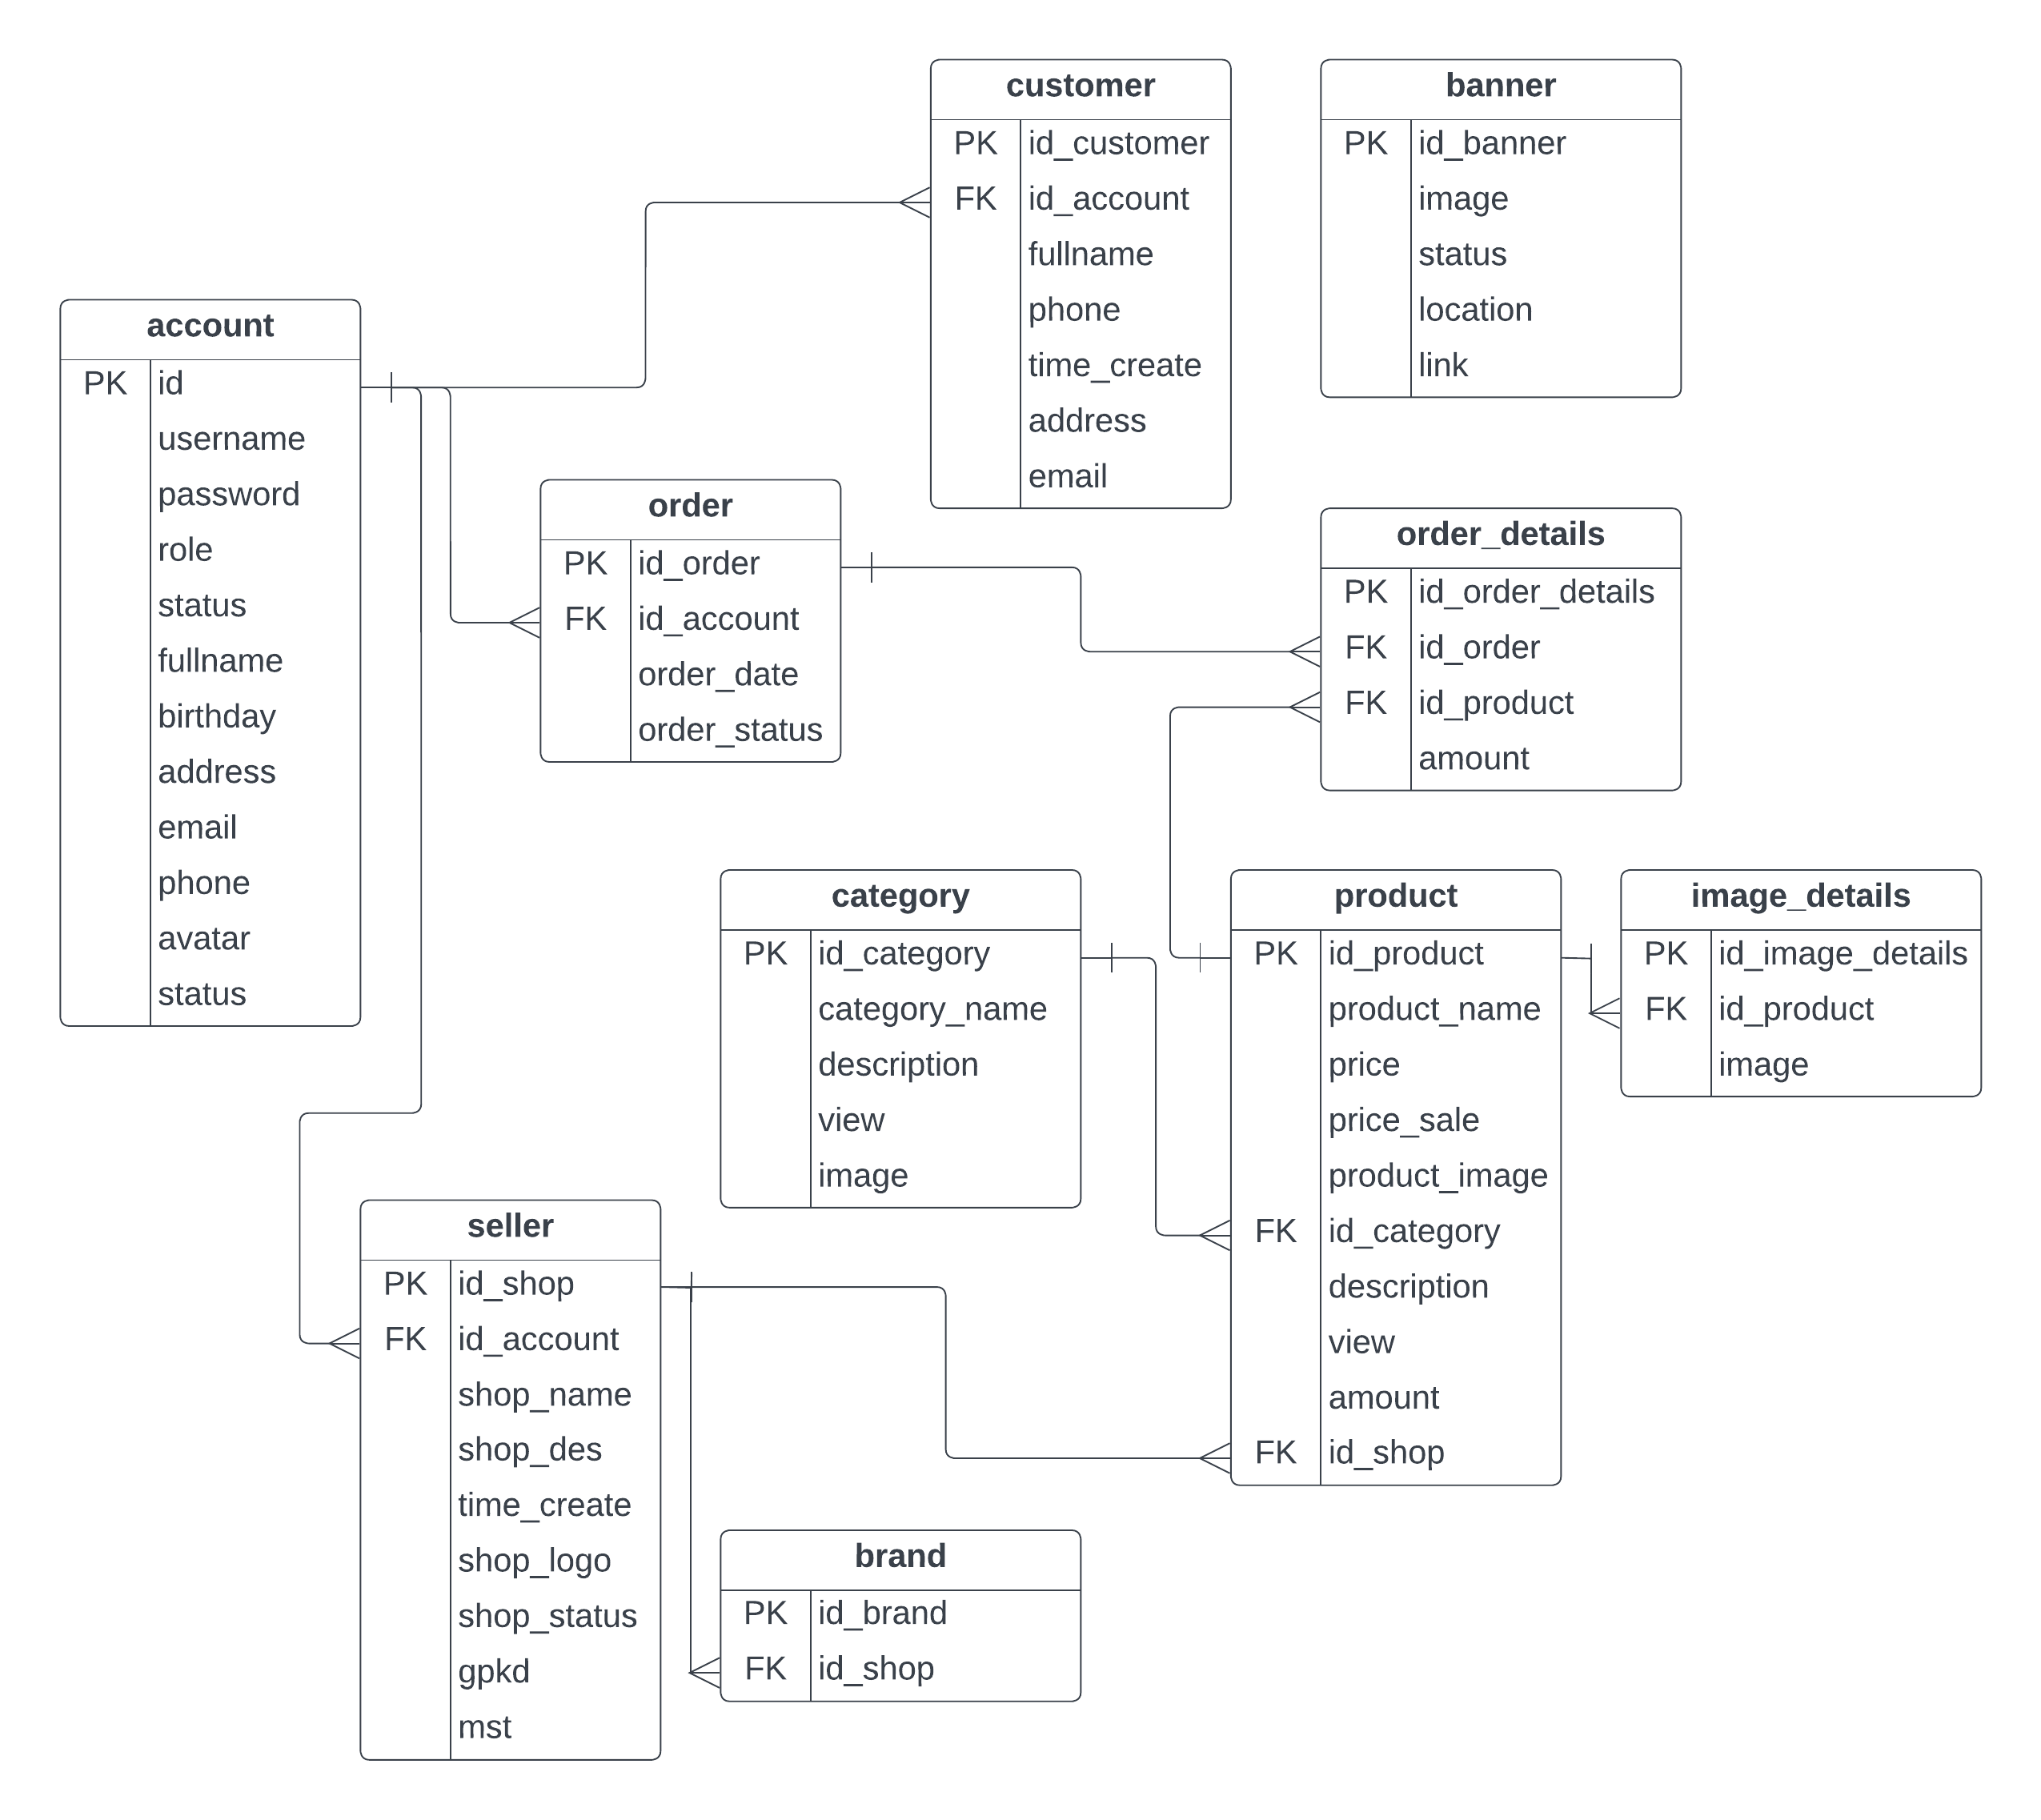 customer
PK id_customer
FK id_account
fullname
phone
time_create
address
email
banner
PK id_banner
image
status
location
link
account
PK id
username
password
role
status
fullname
birthday
address
email
phone
avatar
status
order
PK id_order
FK id_account
order_date
order_status
order_details
PK id_order_details
FK id_order
FK id_product
amount
category
PK id_category
category_name
description
view
image
product
PK id_product
product_name
price
price_sale
product_image
FK id_category
description
view
amount
FK id_shop
image_details
PK id_image_details
FK id_product
image
seller
PK id_shop
FK id_account
shop_name
shop_des
time_create
shop_logo
shop_status
gpkd
mst
brand
PK id_brand
FK id_shop